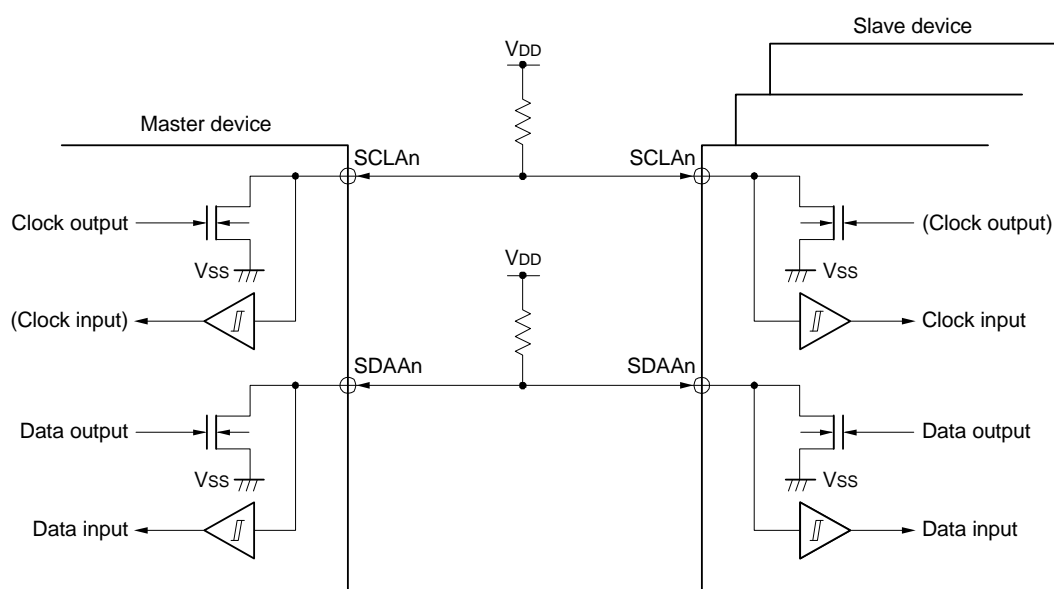 Slave device
VDD
Master device
SCLAn
SCLAn
Clock output
(Clock output)
VSS
VSS
VDD
(Clock input)
Clock input
SDAAn
SDAAn
Data output
Data output
VSS
VSS
Data input
Data input